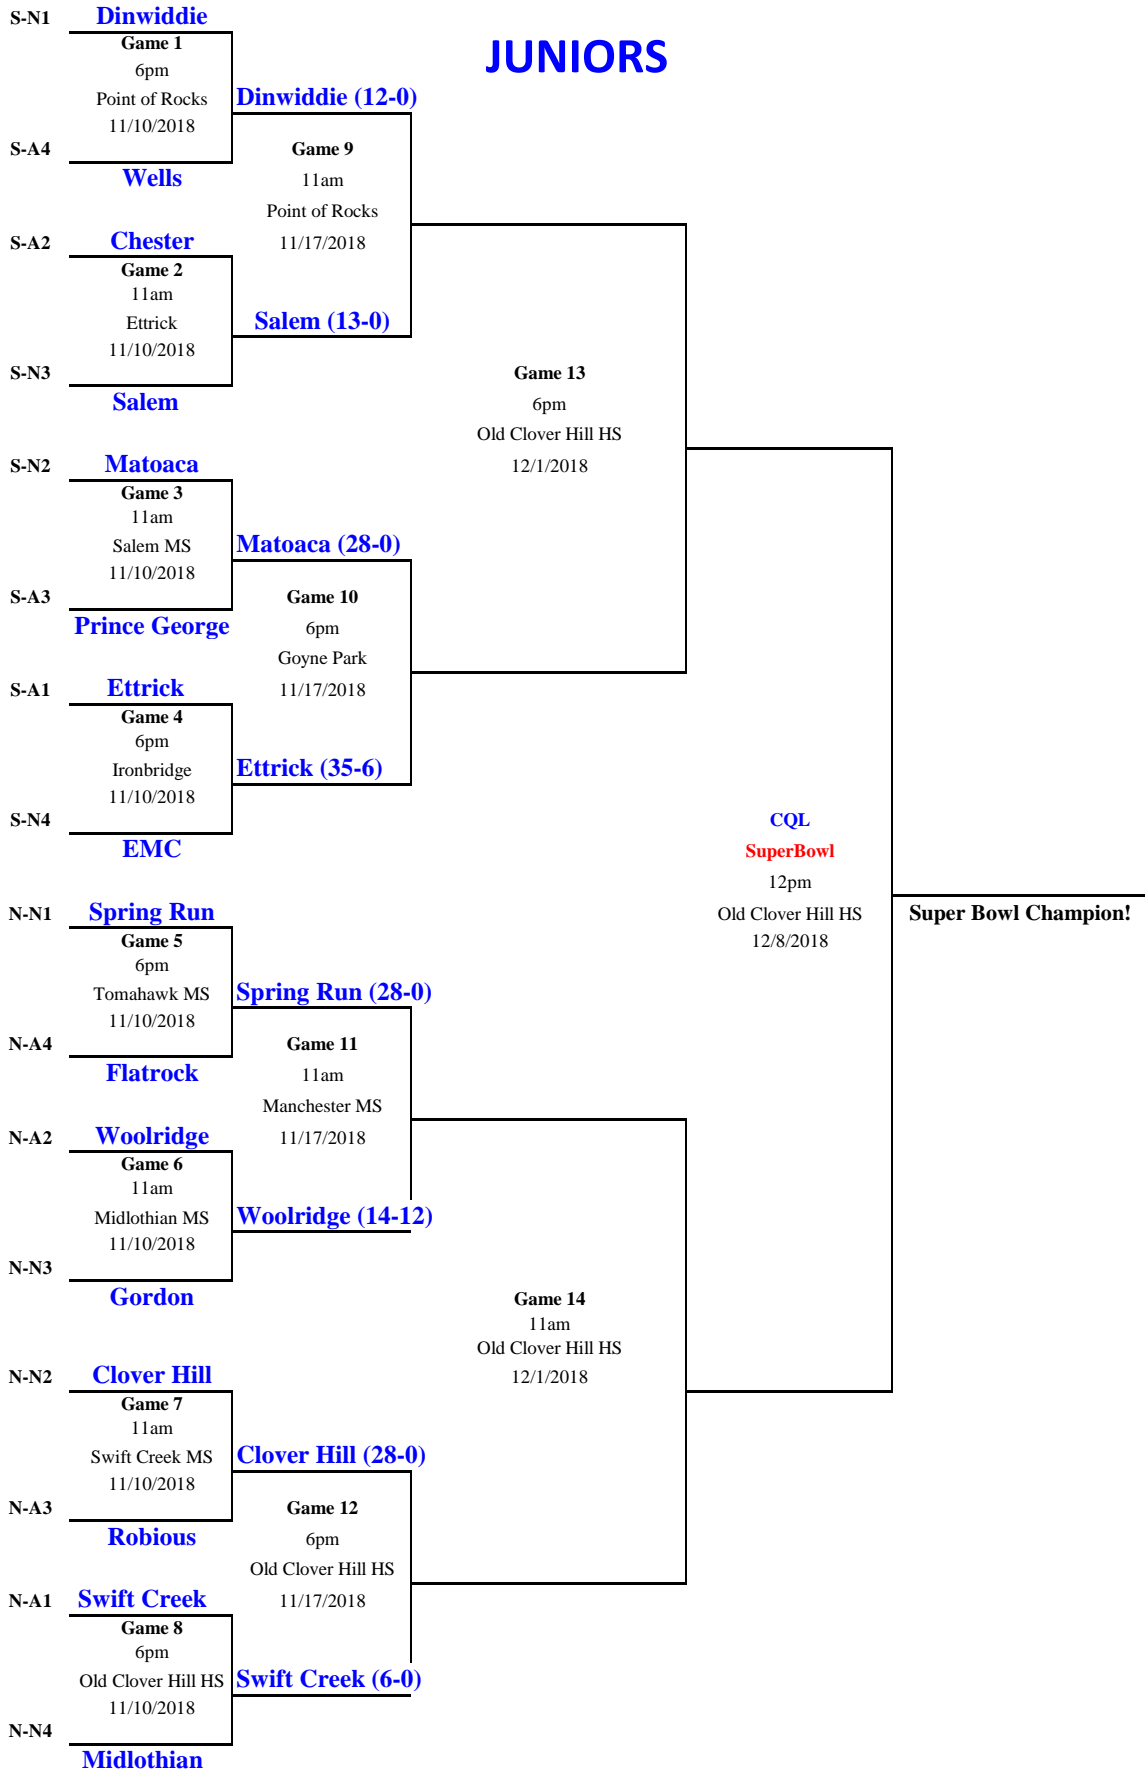 JUNIORS
S-N1
Dinwiddie
Game 1
6pm
Point of Rocks
11/10/2018
S-A4
Wells
Dinwiddie (12-0)
Game 9
11am
Point of Rocks
11/17/2018
S-A2
Chester
Game 2
11am
Ettrick
11/10/2018
Salem (13-0)
S-N3
Salem
Game 13
6pm
Old Clover Hill HS
12/1/2018
S-N2
Matoaca
Game 3
11am
Salem MS
11/10/2018
Matoaca (28-0)
S-A3
Prince George
Game 10
6pm
Goyne Park
11/17/2018
S-A1
Ettrick
Game 4
6pm
Ironbridge
11/10/2018
Ettrick (35-6)
S-N4
EMC
CQL
SuperBowl
12pm
Old Clover Hill HS
12/8/2018
Super Bowl Champion!
N-N1
Spring Run
Game 5
6pm
Tomahawk MS
11/10/2018
Spring Run (28-0)
N-A4
Flatrock
Game 11
11am
Manchester MS
11/17/2018
N-A2
Woolridge
Game 6
11am
Midlothian MS
11/10/2018
Woolridge (14-12)
N-N3
Gordon
Game 14
11am
Old Clover Hill HS
12/1/2018
N-N2
Clover Hill
Game 7
11am
Swift Creek MS
11/10/2018
Clover Hill (28-0)
N-A3
Robious
Game 12
6pm
Old Clover Hill HS
11/17/2018
N-A1
Swift Creek
Game 8
6pm
Old Clover Hill HS
11/10/2018
Swift Creek (6-0)
N-N4
Midlothian